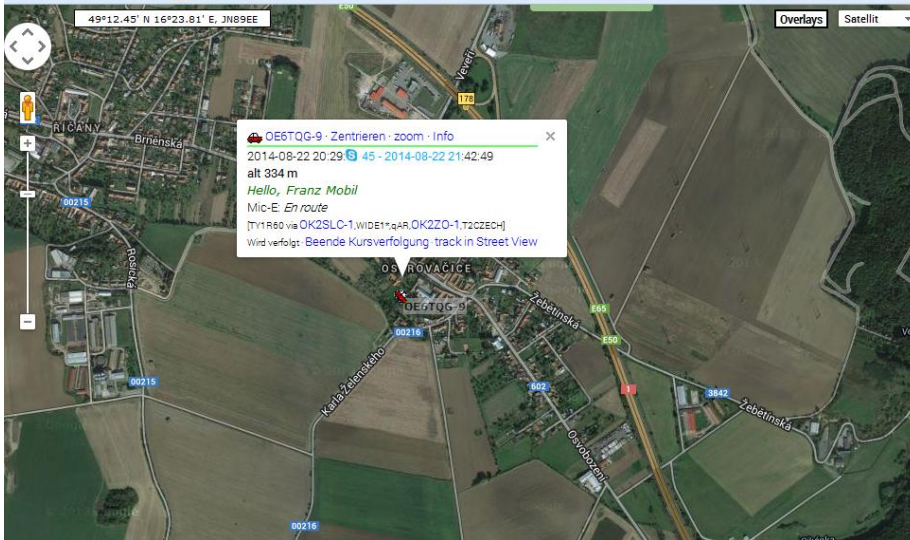 E50
49°12.45' N 16°23.81' E, JN89EE
Overlays
Satellit
Veveří
178
ŘÍČANY
Brněnská
00215
Rosická
OE6TQG-9 · Zentrieren · zoom · Info
2014-08-22 20:29: 45 - 2014-08-22 21:42:49
alt 334 m
Hello, Franz Mobil
Mic-E: En route
[TY1R60 via OK2SLC-1,WIDE1*,qAR,OK2ZO-1,T2CZECH]
Wird verfolgt · Beende Kursverfolgung · track in Street View
OSTROVAČICE
OE6TQG-9
Žebětínská
E65
00216
E50
Karla Želenského
00215
602
1
3842
Žebětínská
Osvobození
00216